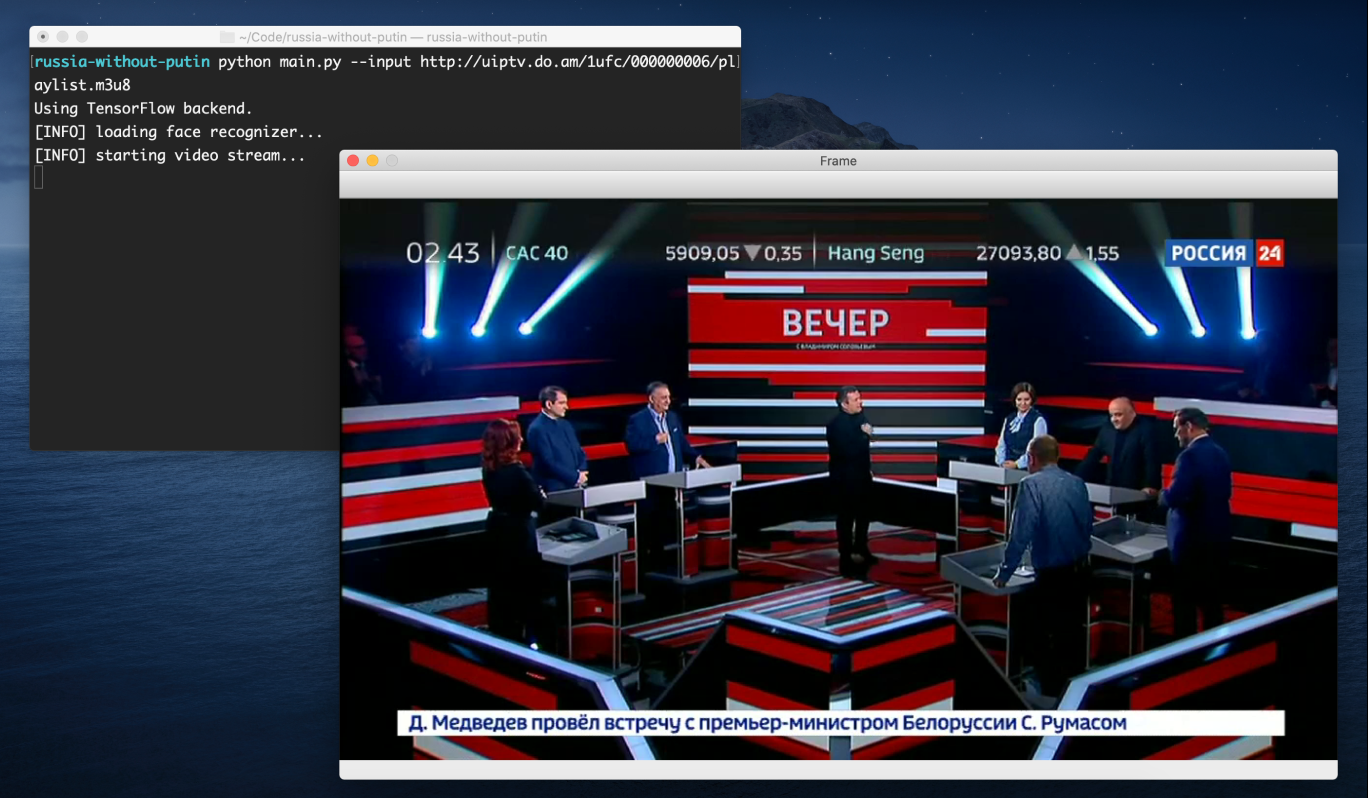 ~/Code/russia-without-putin — russia-without-putin
[russia-without-putin python main.py --input http://uiptv.do.am/1ufc/000000006/pl]
aylist.m3u8
Using TensorFlow backend.
[INFO] loading face recognizer...
[INFO] starting video stream...
Frame
02.43 CAC 40 5909,05 ▼ 0,35 Hang Seng 27093,80 ▲ 1,55 РОССИЯ 24
ВЕЧЕР
С ВЛАДИМИРОМ СОЛОВЬЁВЫМ
Д. Медведев провёл встречу с премьер-министром Белоруссии С. Румасом